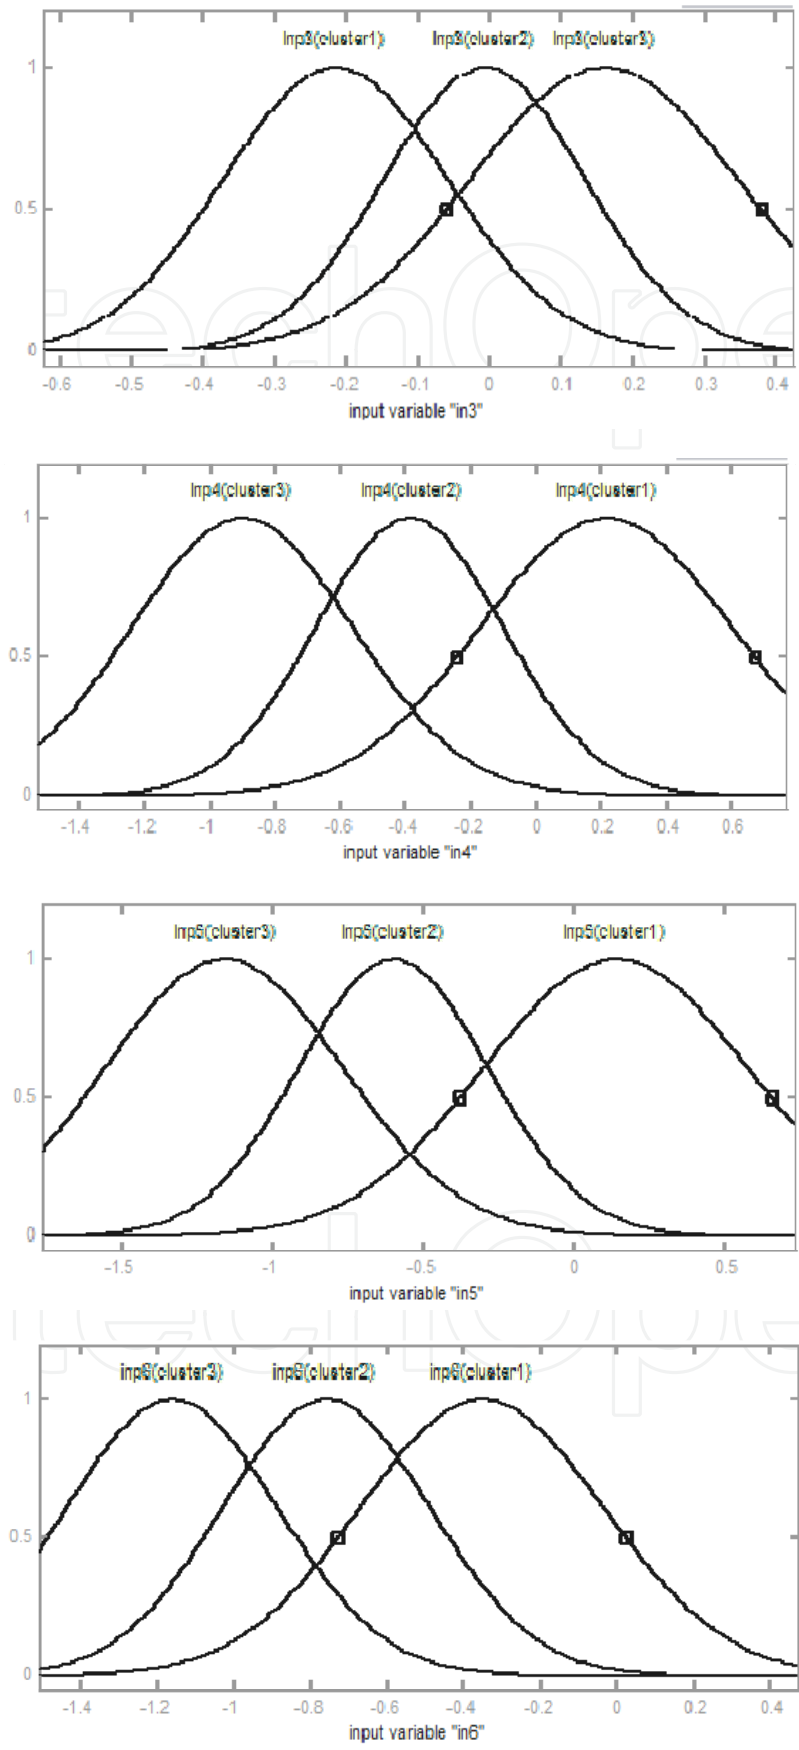 Inp3(cluster1) Inp3(cluster2) Inp3(cluster3)
1
0.5
0
-0.6 -0.5 -0.4 -0.3 -0.2 -0.1 0 0.1 0.2 0.3 0.4
input variable "in3"
Inp4(cluster3) Inp4(cluster2) Inp4(cluster1)
1
0.5
0
-1.4 -1.2 -1 -0.8 -0.6 -0.4 -0.2 0 0.2 0.4 0.6
input variable "in4"
Inp5(cluster3) Inp5(cluster2) Inp5(cluster1)
1
0.5
0
-1.5 -1 -0.5 0 0.5
input variable "in5"
inp6(cluster3) inp6(cluster2) inp6(cluster1)
1
0.5
0
-1.4 -1.2 -1 -0.8 -0.6 -0.4 -0.2 0 0.2 0.4
input variable "in6"